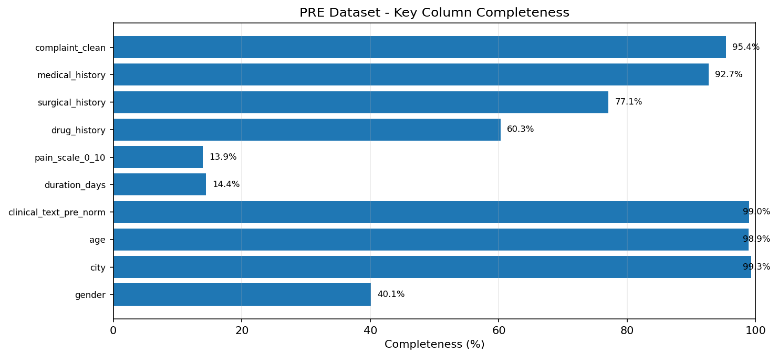 PRE Dataset - Key Column Completeness
complaint_clean 95.4%
medical_history 92.7%
surgical_history 77.1%
drug_history 60.3%
pain_scale_0_10 13.9%
duration_days 14.4%
clinical_text_pre_norm 99.0%
age 98.9%
city 99.3%
gender 40.1%
0 20 40 60 80 100
Completeness (%)